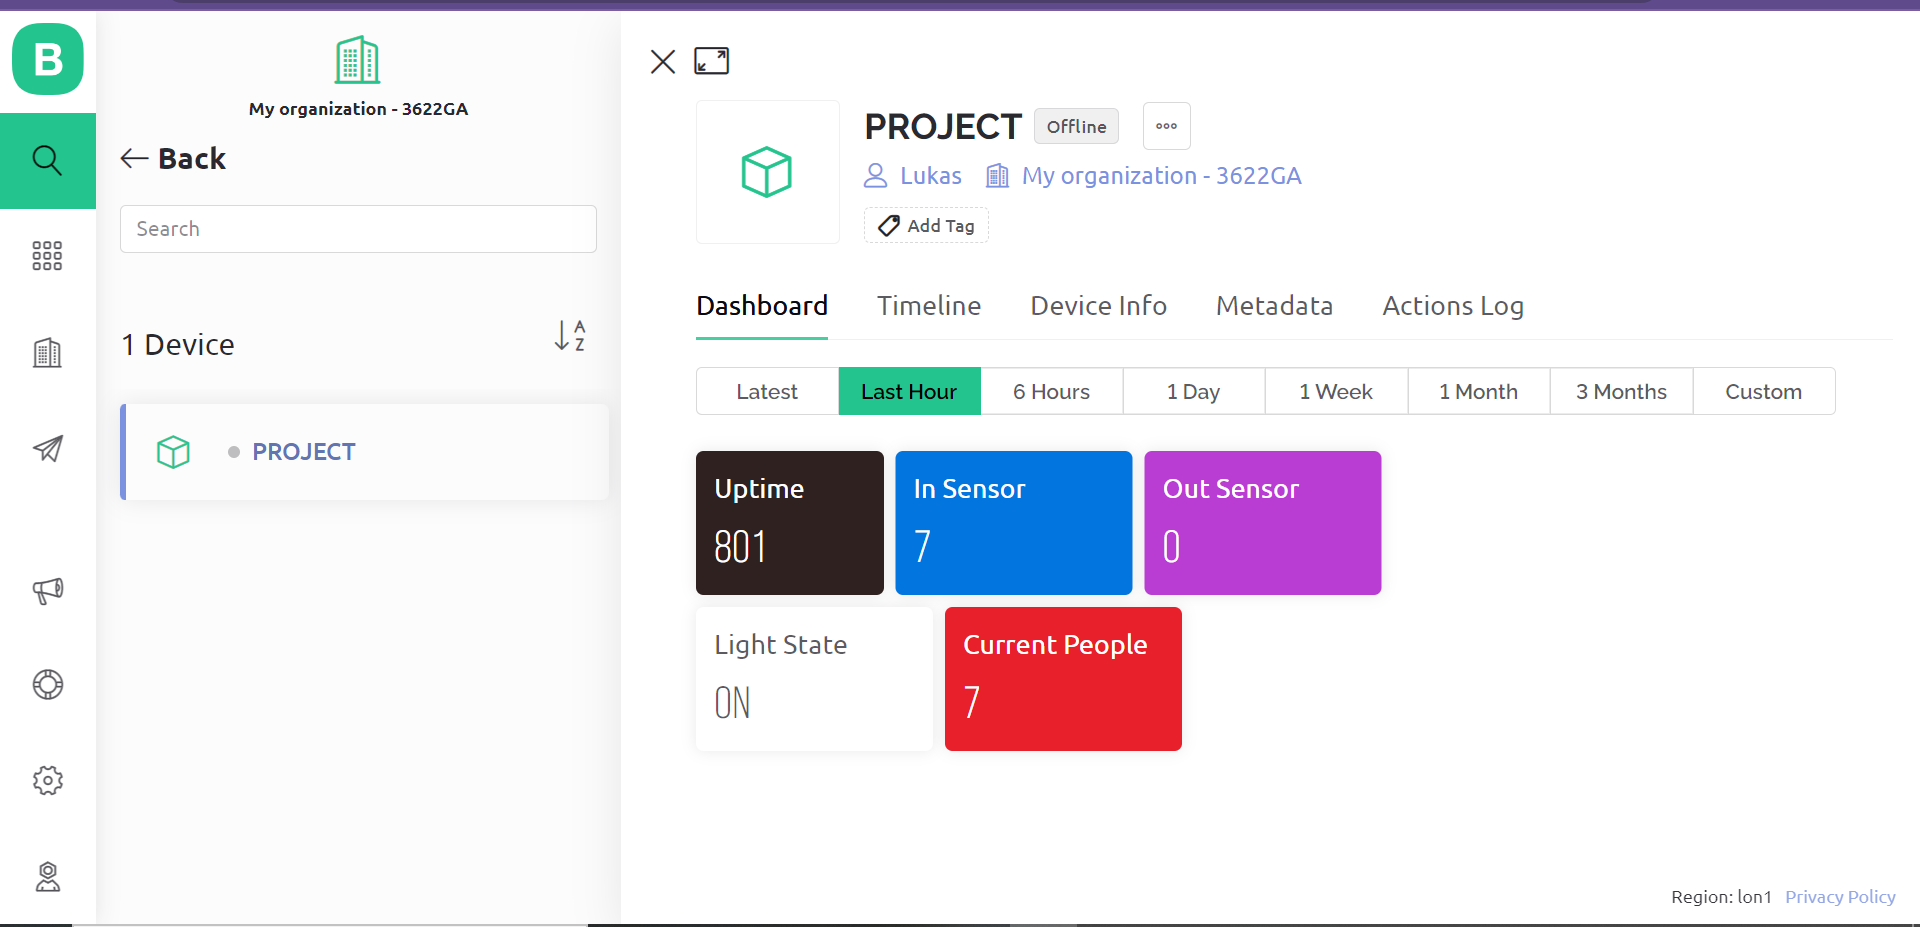 B
My organization - 3622GA
Back
Search
1 Device
A
Z
PROJECT
PROJECT
Offline
Lukas My organization - 3622GA
Add Tag
Dashboard Timeline Device Info Metadata Actions Log
Latest Last Hour 6 Hours 1 Day 1 Week 1 Month 3 Months Custom
Uptime
801
In Sensor
7
Out Sensor
0
Light State
ON
Current People
7
Region: lon1 Privacy Policy